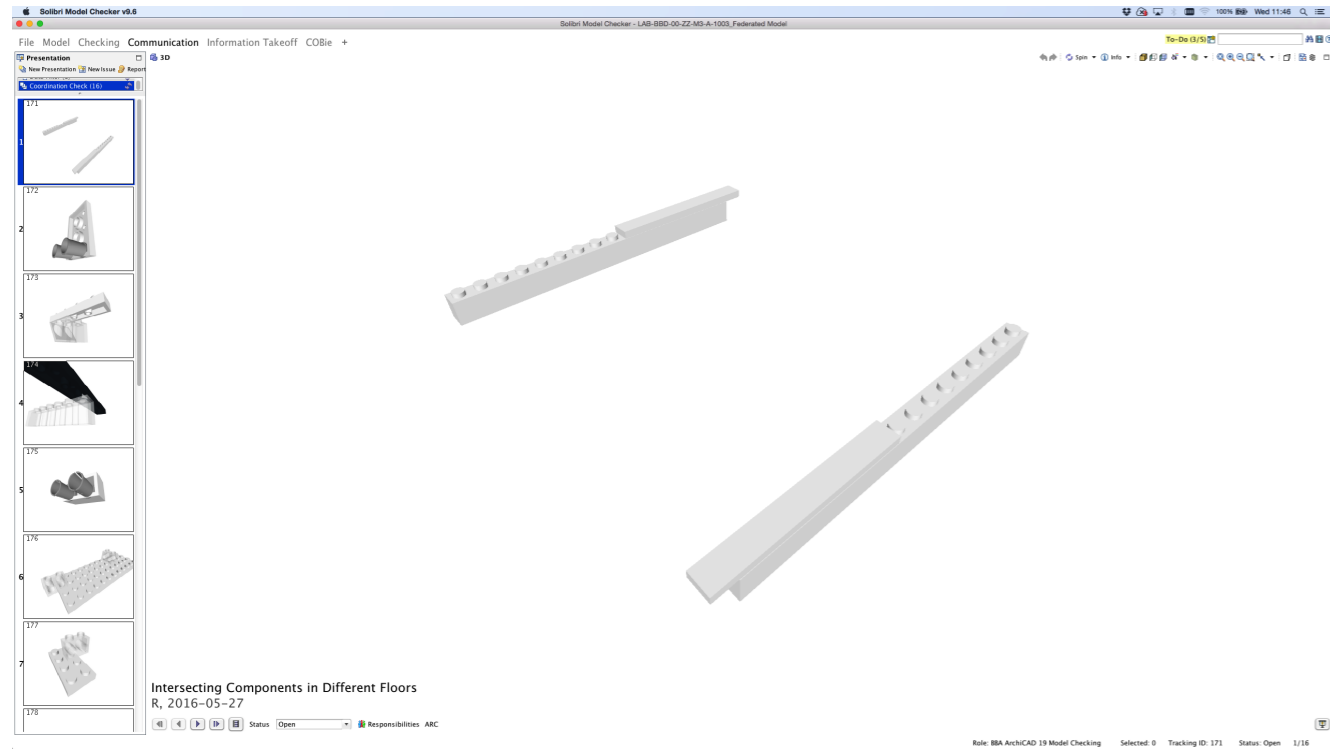 Solibri Model Checker v9.6
100% Wed 11:46
Solibri Model Checker - LAB-BBD-00-ZZ-M3-A-1003_Federated Model
File Model Checking Communication Information Takeoff COBie +
To-Do (3/5)
Presentation
3D
Spin Info
New Presentation New Issue Report
Coordination Check (16)
171
1
172
2
173
3
174
4
175
5
176
6
177
7
178
Intersecting Components in Different Floors
R, 2016-05-27
Status Open Responsibilities ARC
Role: BBA ArchiCAD 19 Model Checking Selected: 0 Tracking ID: 171 Status: Open 1/16